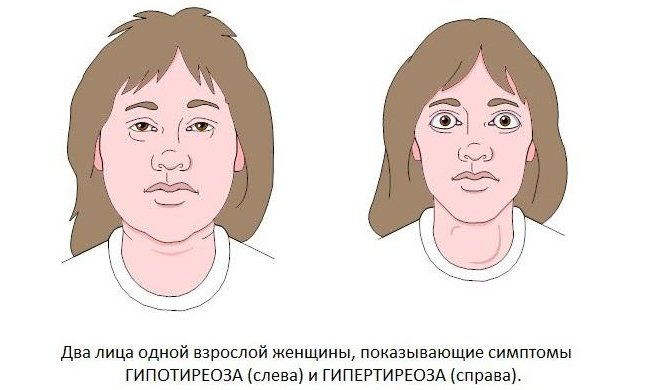 Два лица одной взрослой женщины, показывающие симптомы
ГИПОТИРЕОЗА (слева) и ГИПЕРТИРЕОЗА (справа).